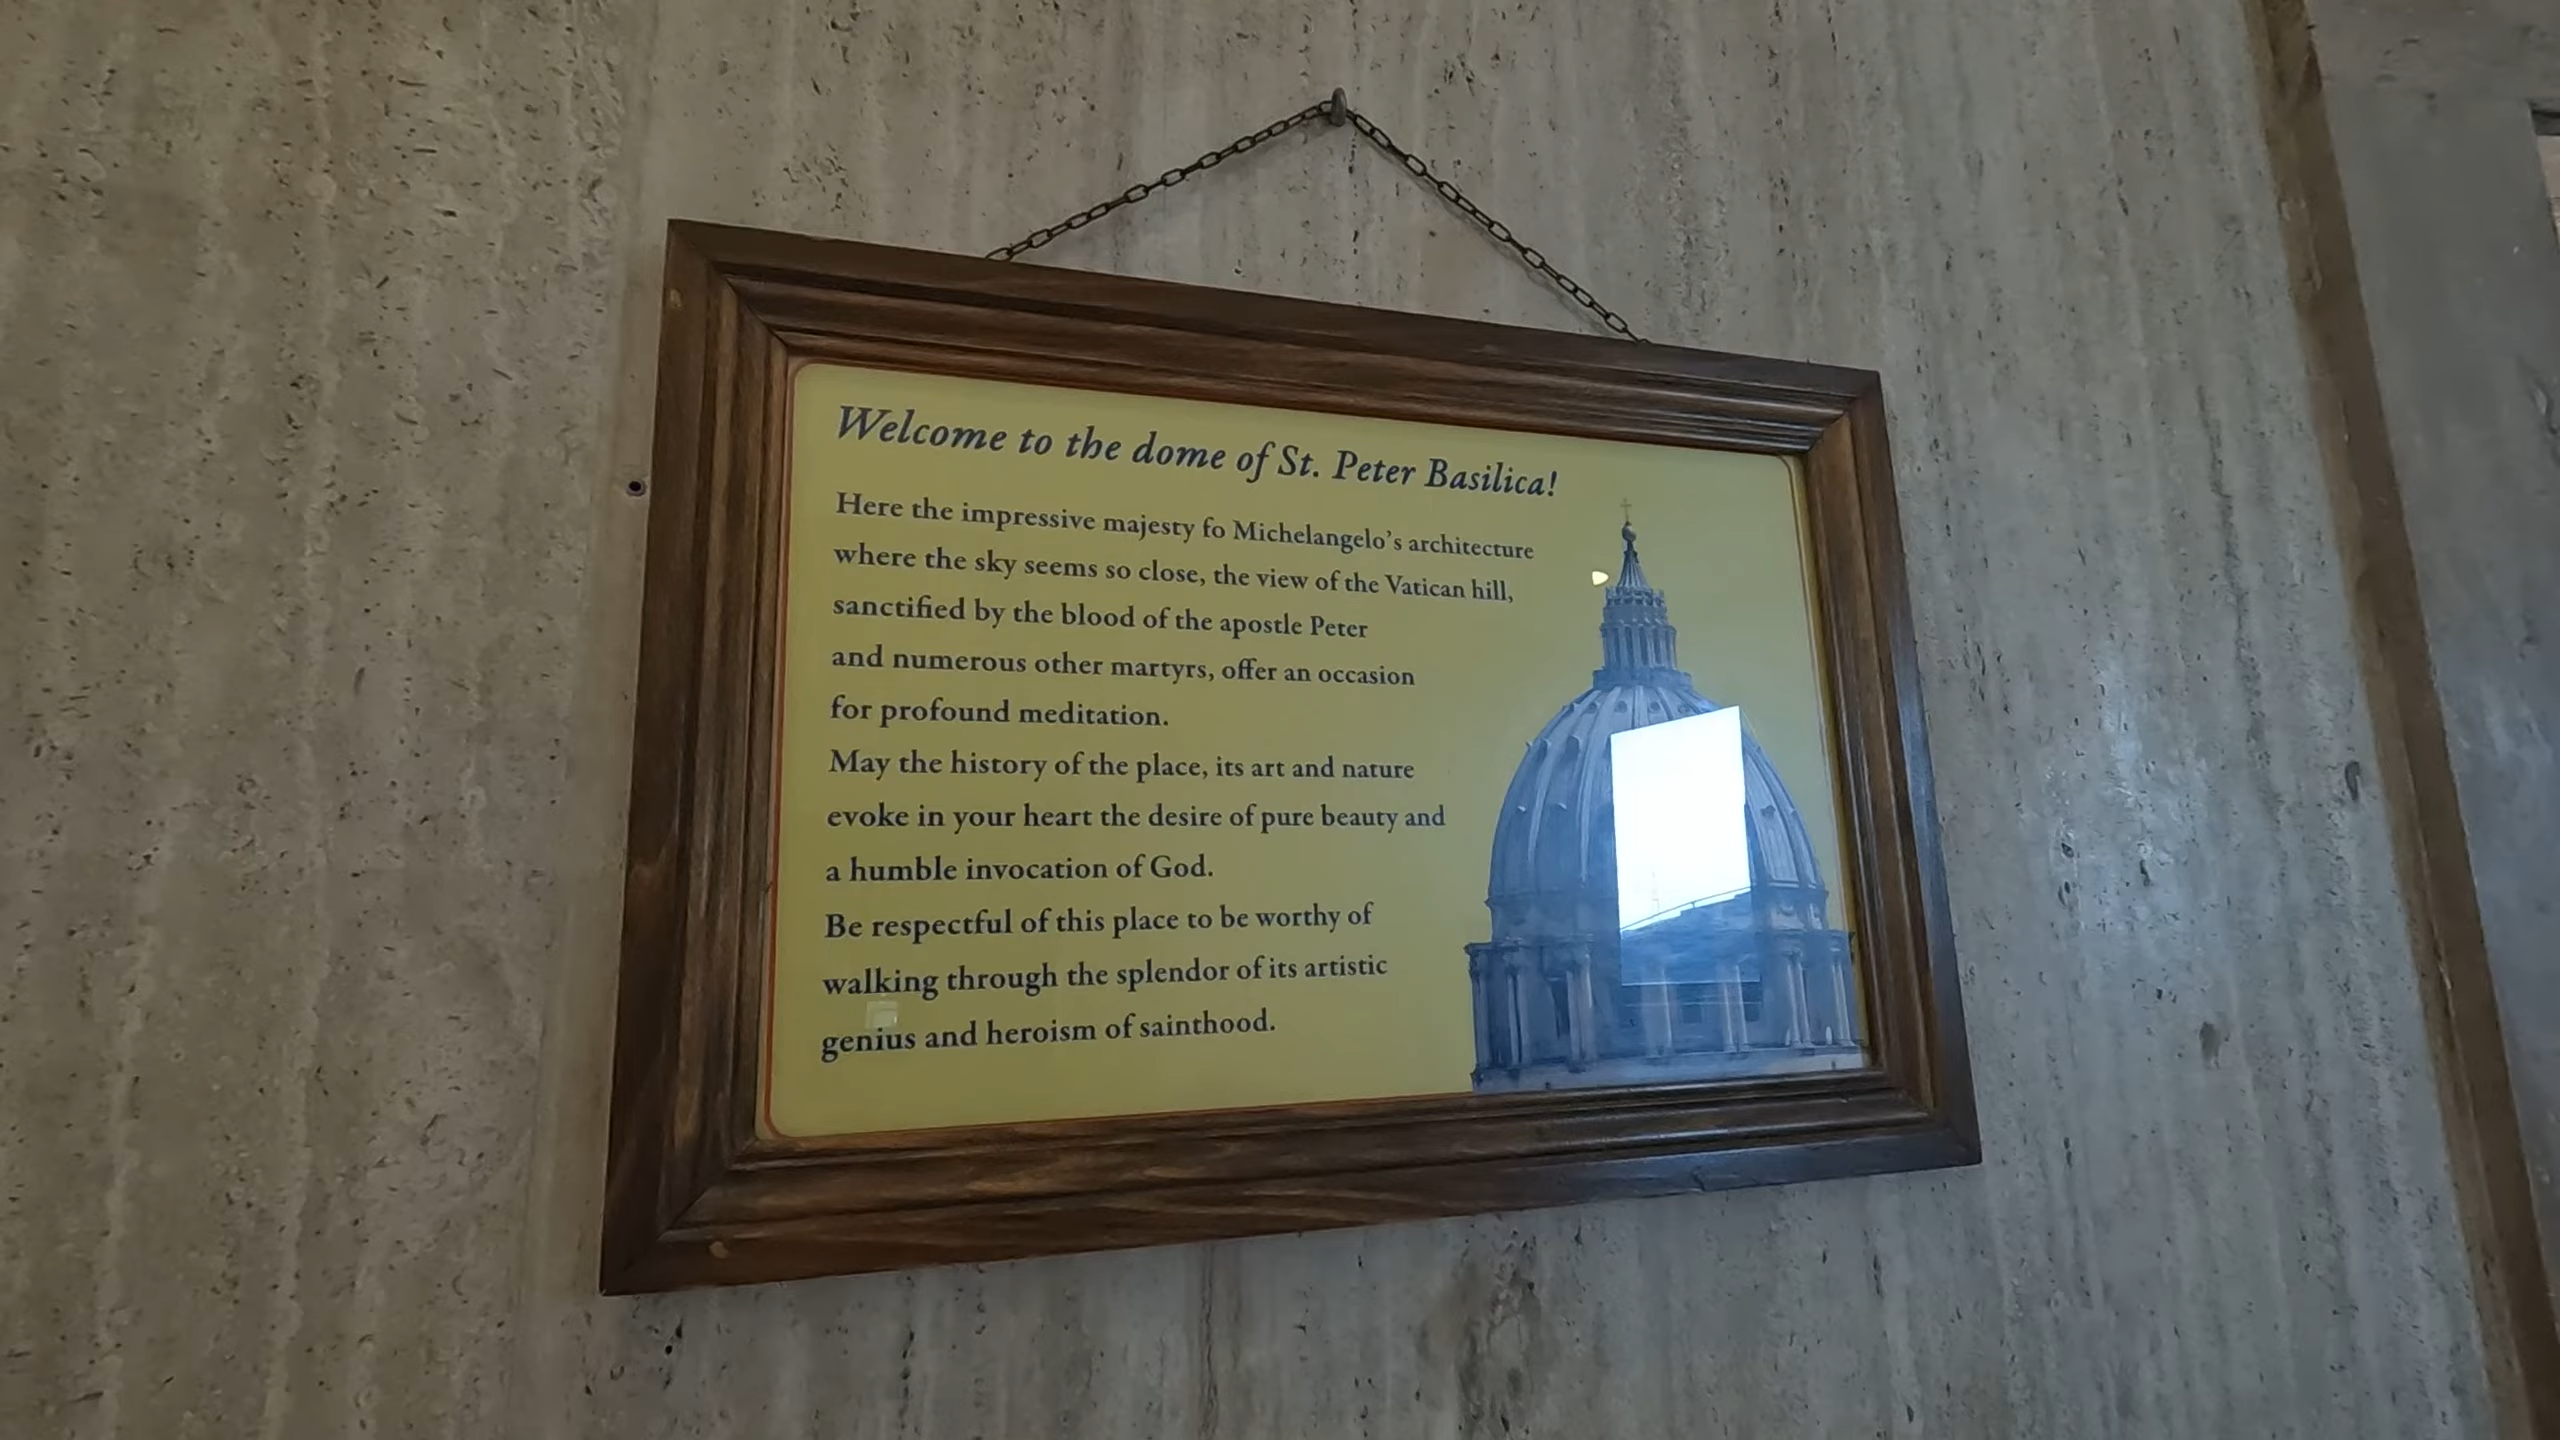 Welcome to the dome of St. Peter Basilica!
Here the impressive majesty fo Michelangelo's architecture
where the sky seems so close, the view of the Vatican hill,
sanctified by the blood of the apostle Peter
and numerous other martyrs, offer an occasion
for profound meditation.
May the history of the place, its art and nature
evoke in your heart the desire of pure beauty and
a humble invocation of God.
Be respectful of this place to be worthy of
walking through the splendor of its artistic
genius and heroism of sainthood.